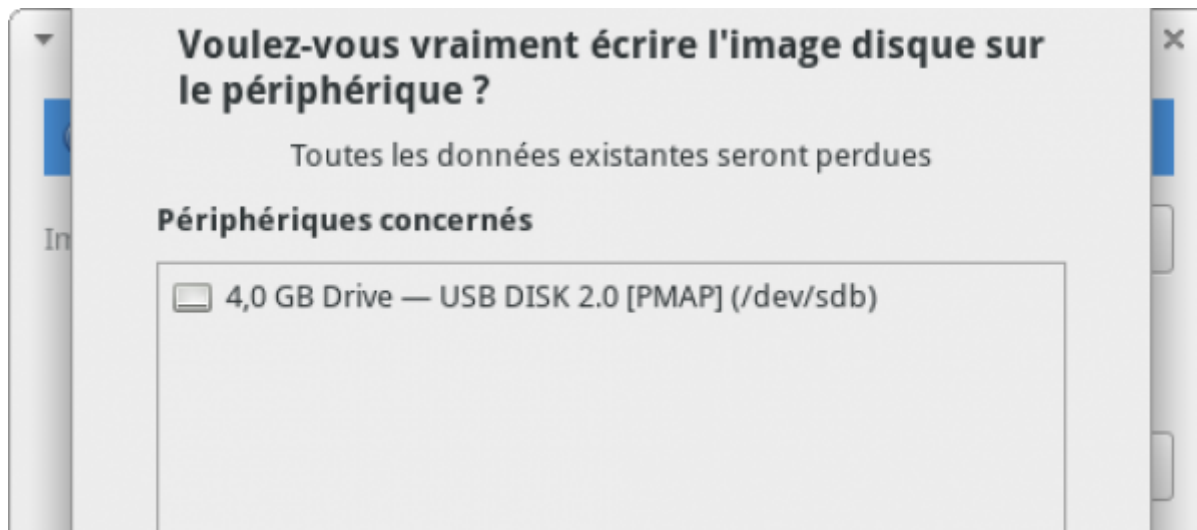 Voulez-vous vraiment écrire l'image disque sur
le périphérique ?
Toutes les données existantes seront perdues
Périphériques concernés
Im
4,0 GB Drive — USB DISK 2.0 [PMAP] (/dev/sdb)